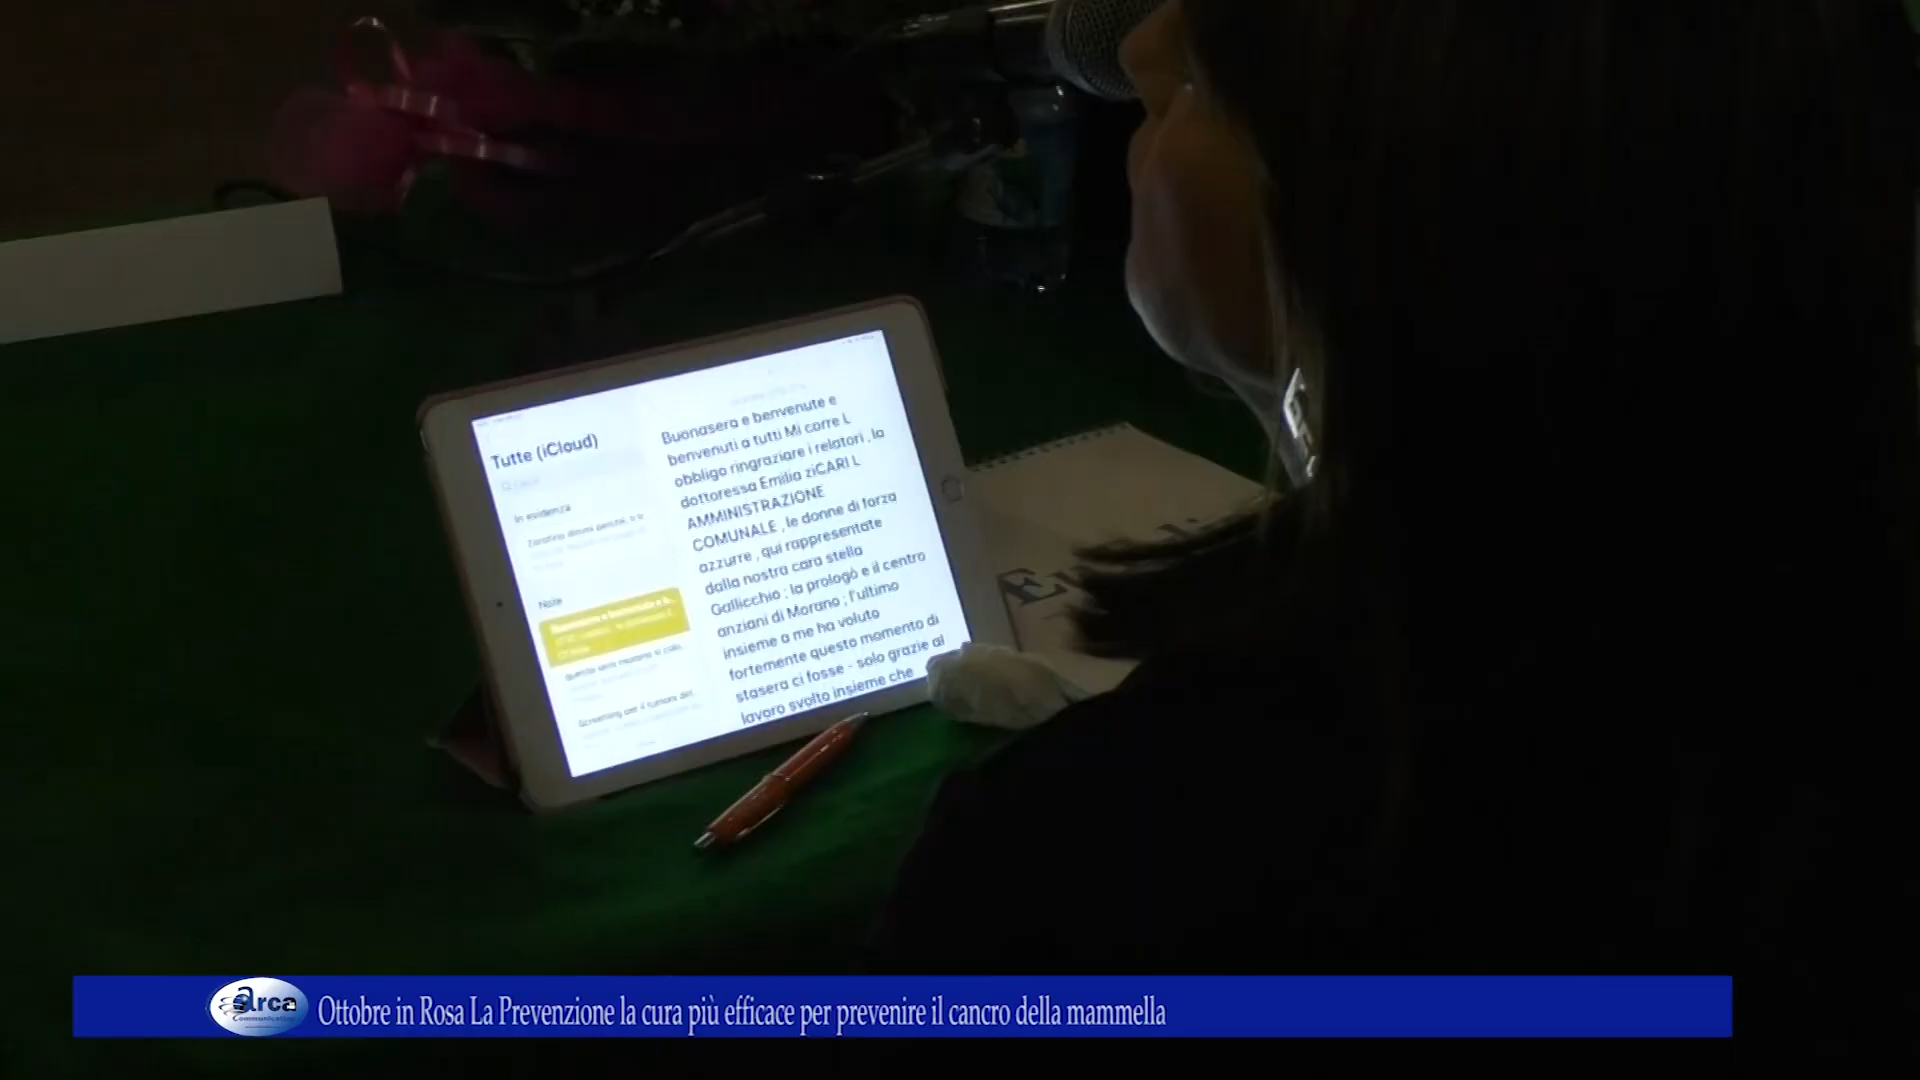 Tutte (iCloud)
In evidenza
Note
Buonasera e benvenute e
benvenuti a tutti Mi corre L
obbligo ringraziare i relatori , la
dottoressa Emilia ziCARI L
AMMINISTRAZIONE
COMUNALE , le donne di forza
azzurre , qui rappresentate
dalla nostra cara stella
Gallicchio ; la prologò e il centro
anziani di Morano ; l'ultimo
insieme a me ha voluto
fortemente questo momento di
stasera ci fosse - solo grazie al
lavoro svolto insieme che
arca
Ottobre in Rosa La Prevenzione la cura più efficace per prevenire il cancro della mammella